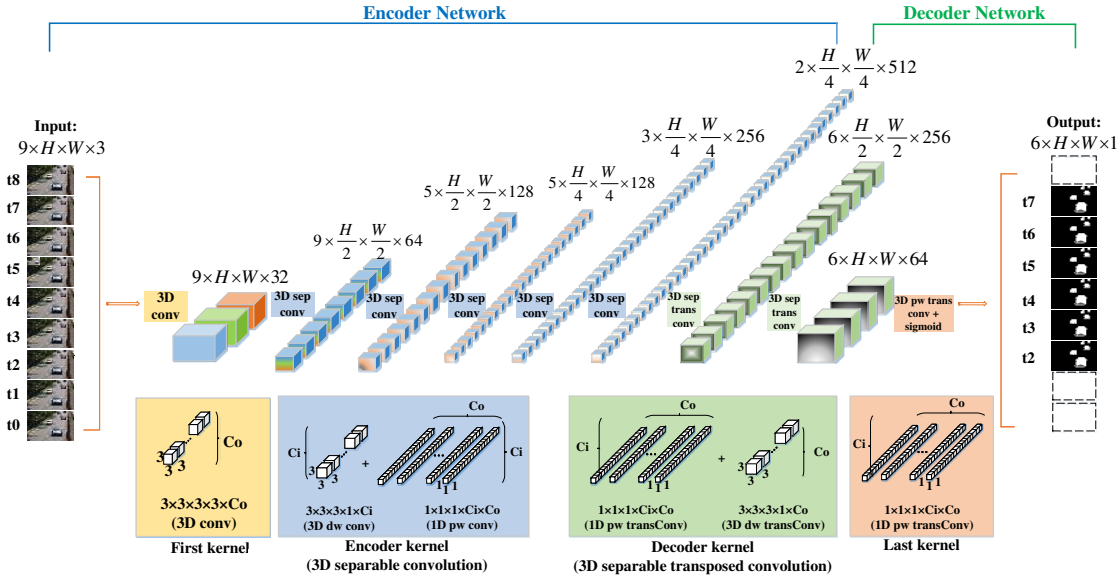 Encoder Network
Decoder Network
Input:
9×H×W×3
t8
t7
t6
t5
t4
t3
t2
t1
t0
3D
conv
9×H×W×32
3D sep
conv
9×H/2×W/2×64
3D sep
conv
5×H/2×W/2×128
3D sep
conv
5×H/4×W/4×128
3D sep
conv
3×H/4×W/4×256
3D sep
conv
2×H/4×W/4×512
3D sep
trans
conv
6×H/2×W/2×256
3D sep
trans
conv
6×H×W×64
3D pw trans
conv +
sigmoid
Output:
6×H×W×1
t7
t6
t5
t4
t3
t2
3
3
3
Co
3×3×3×3×Co
(3D conv)
First kernel
Ci
3
3
3
+
Co
Ci
1
1
1
3×3×3×1×Ci
(3D dw conv)
1×1×1×Ci×Co
(1D pw conv)
Encoder kernel
(3D separable convolution)
Co
Ci
1
1
1
+
3
3
3
Co
1×1×1×Ci×Co
(1D pw transConv)
3×3×3×1×Co
(3D dw transConv)
Decoder kernel
(3D separable transposed convolution)
Co
Ci
1
1
1
1×1×1×Ci×Co
(1D pw transConv)
Last kernel